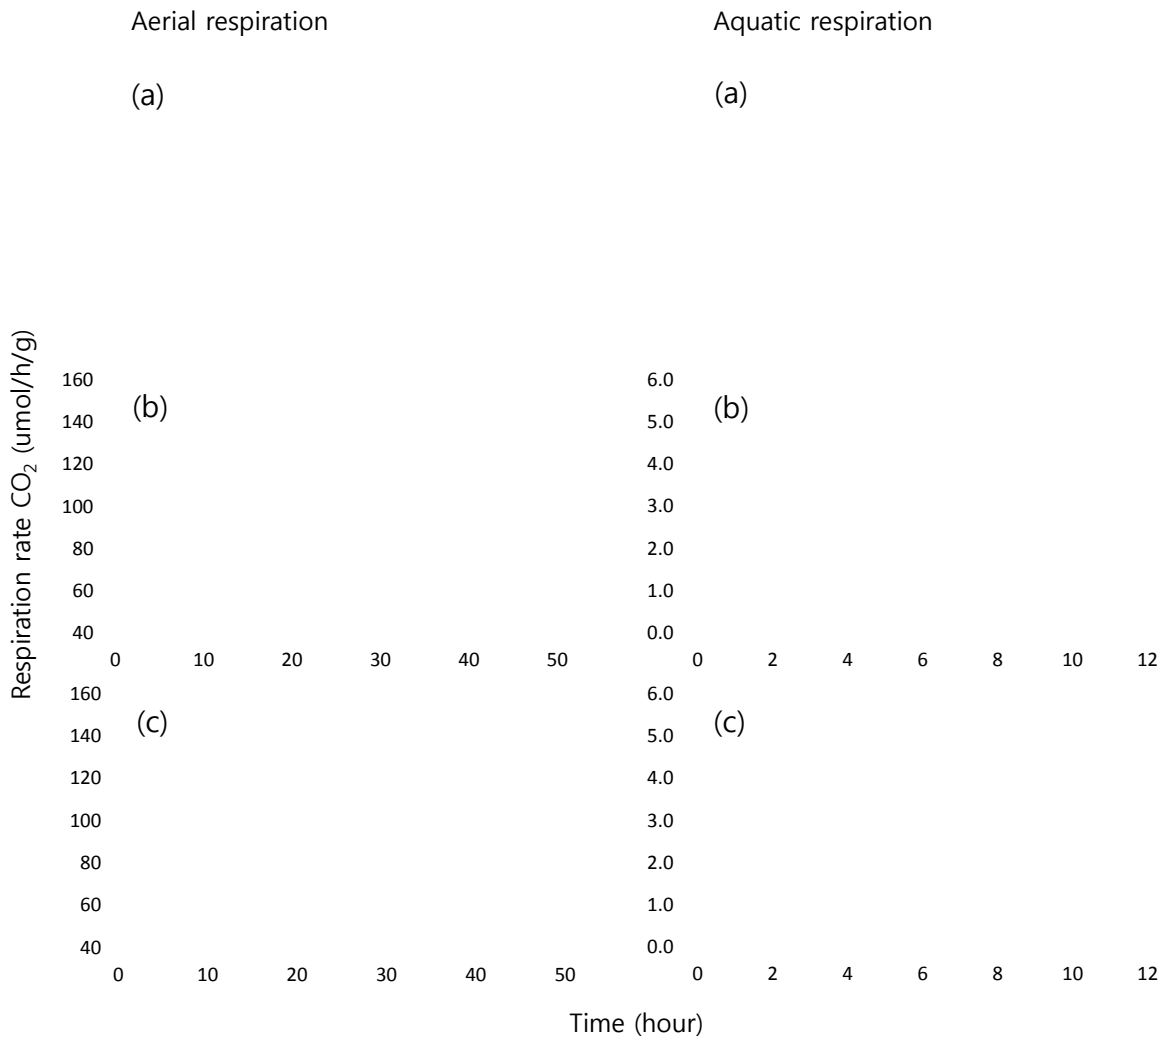 Aerial respiration
Aquatic respiration
(a)
(a)
Respiration rate CO₂ (umol/h/g)
160
140
120
100
80
60
40
(b)
0 10 20 30 40 50
6.0
5.0
4.0
3.0
2.0
1.0
0.0
(b)
0 2 4 6 8 10 12
160
140
120
100
80
60
40
(c)
0 10 20 30 40 50
6.0
5.0
4.0
3.0
2.0
1.0
0.0
(c)
0 2 4 6 8 10 12
Time (hour)